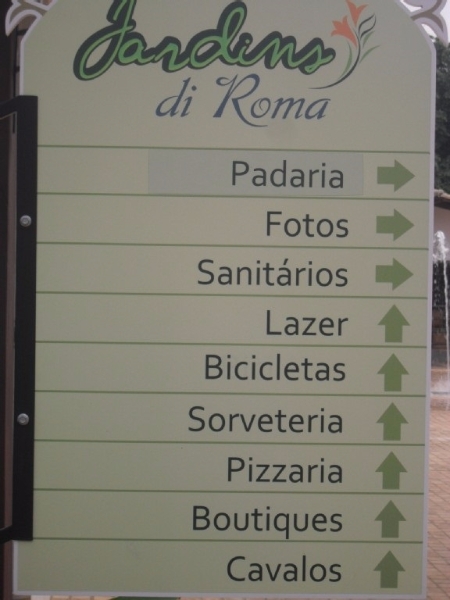 Jardins
di Roma
Padaria
Fotos
Sanitários
Lazer
Bicicletas
Sorveteria
Pizzaria
Boutiques
Cavalos